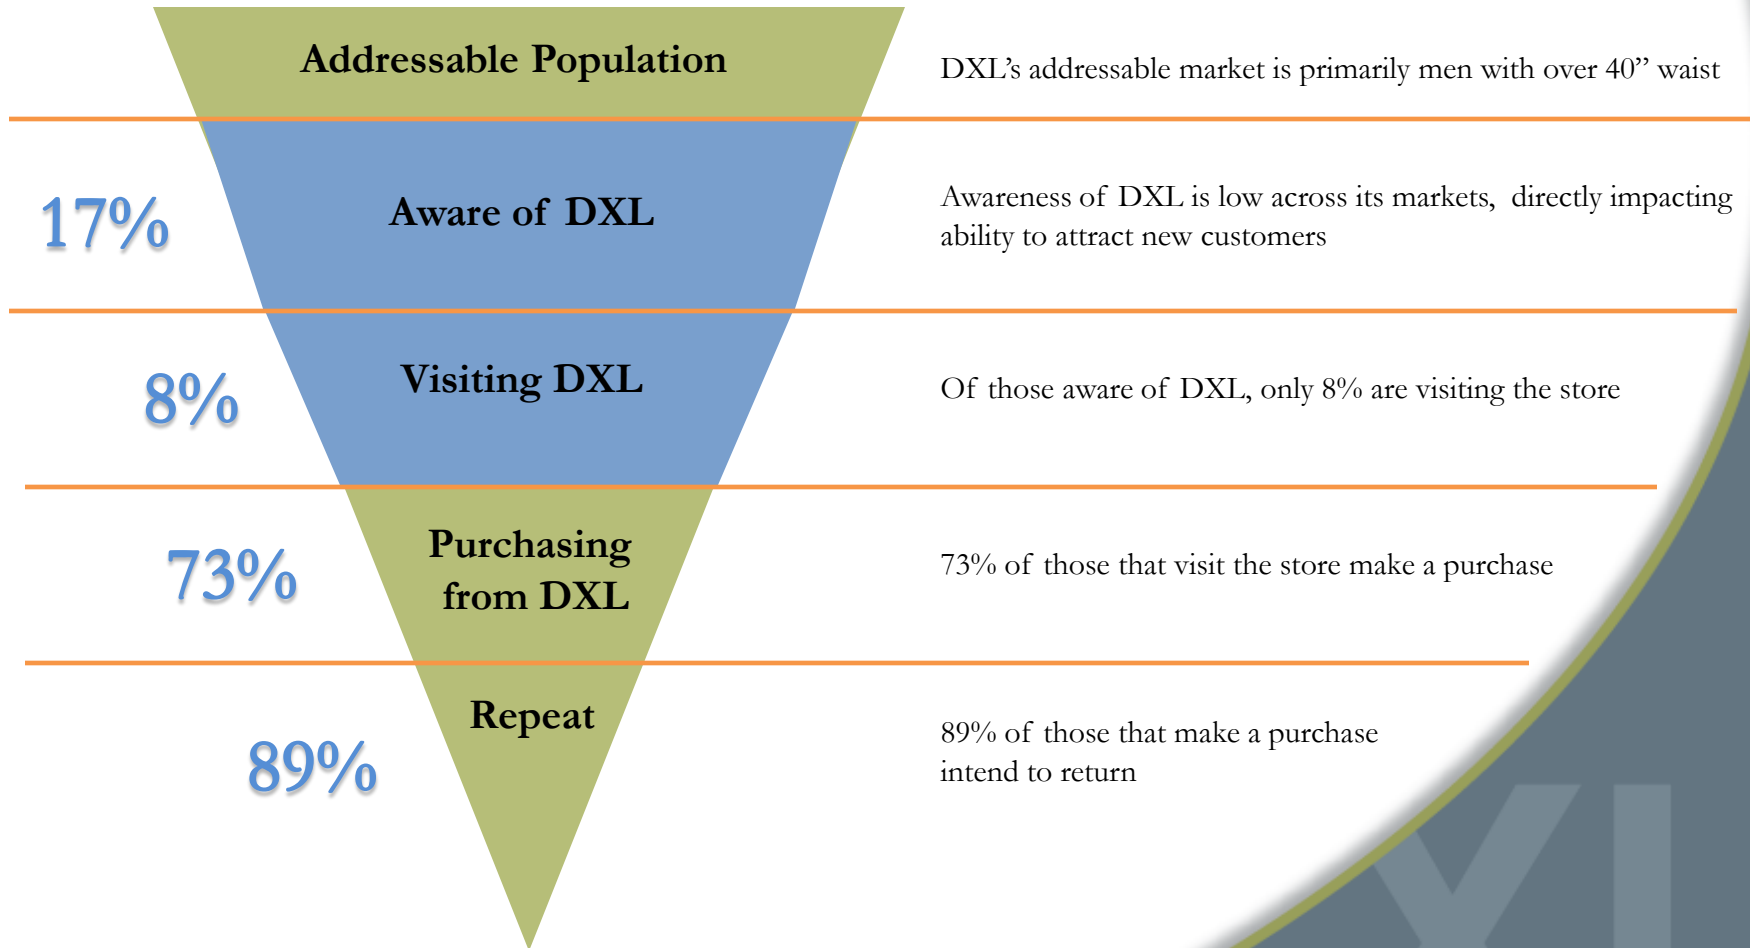 Addressable Population
DXL’s addressable market is primarily men with over 40” waist
17%
Aware of DXL
Awareness of DXL is low across its markets, directly impacting
ability to attract new customers
8%
Visiting DXL
Of those aware of DXL, only 8% are visiting the store
73%
Purchasing
from DXL
73% of those that visit the store make a purchase
89%
Repeat
89% of those that make a purchase
intend to return
XL